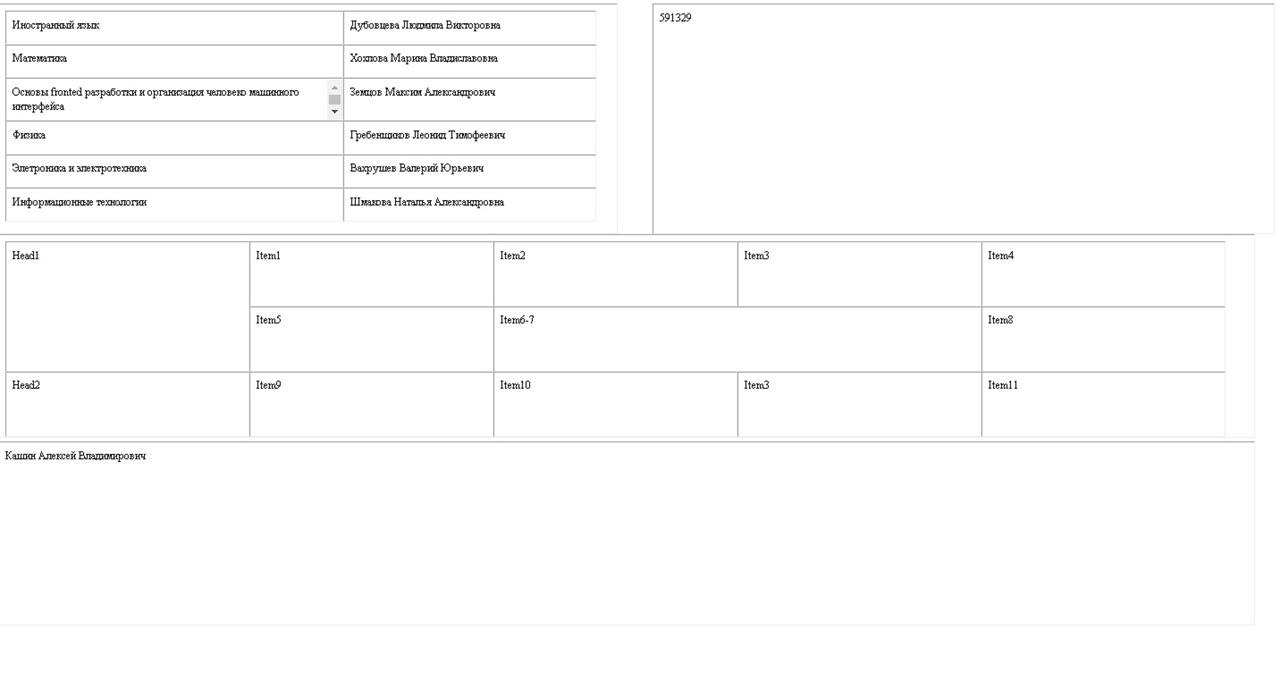 Иностранный язык
Дубовцева Людмила Викторовна
Математика
Хохлова Марина Владиславовна
Основы fronted разработки и организация человеко машинного
интерфейса
Земцов Максим Александрович
Физика
Гребенщиков Леонид Тимофеевич
Элетроника и электротехника
Вахрушев Валерий Юрьевич
Информационные технологии
Шмакова Наталья Александровна
591329
Head1
Item1
Item2
Item3
Item4
Item5
Item6-7
Item8
Head2
Item9
Item10
Item3
Item11
Кашин Алексей Владимирович